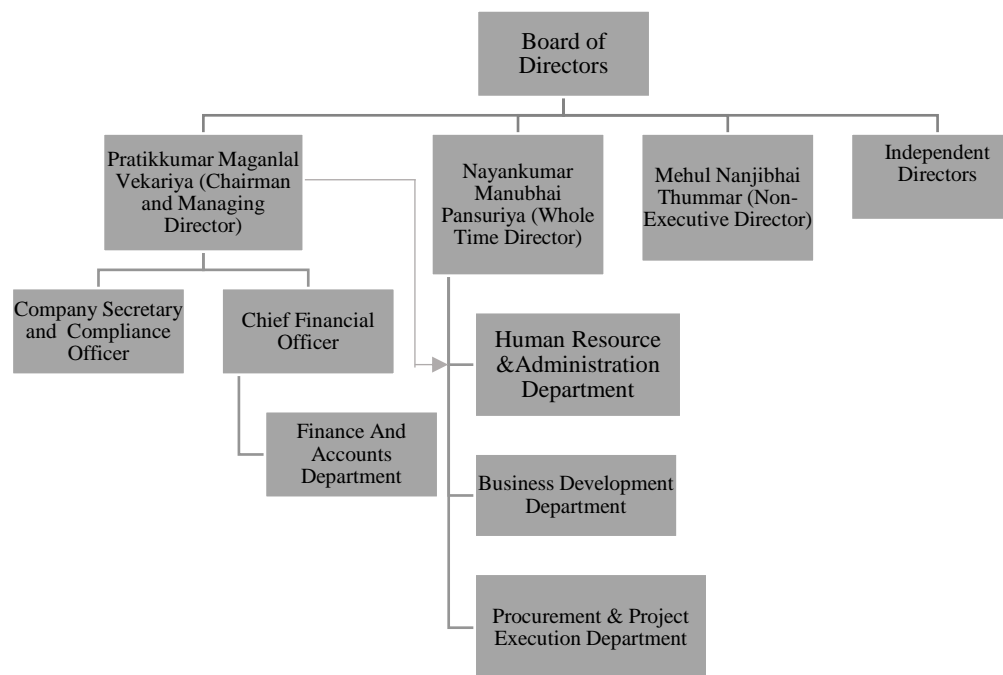 Board of
Directors
Pratikkumar Maganlal
Vekariya (Chairman
and Managing
Director)
Nayankumar
Manubhai
Pansuriya (Whole
Time Director)
Mehul Nanjibhai
Thummar (Non-
Executive Director)
Independent
Directors
Company Secretary
and Compliance
Officer
Chief Financial
Officer
Human Resource
&Administration
Department
Finance And
Accounts
Department
Business Development
Department
Procurement & Project
Execution Department